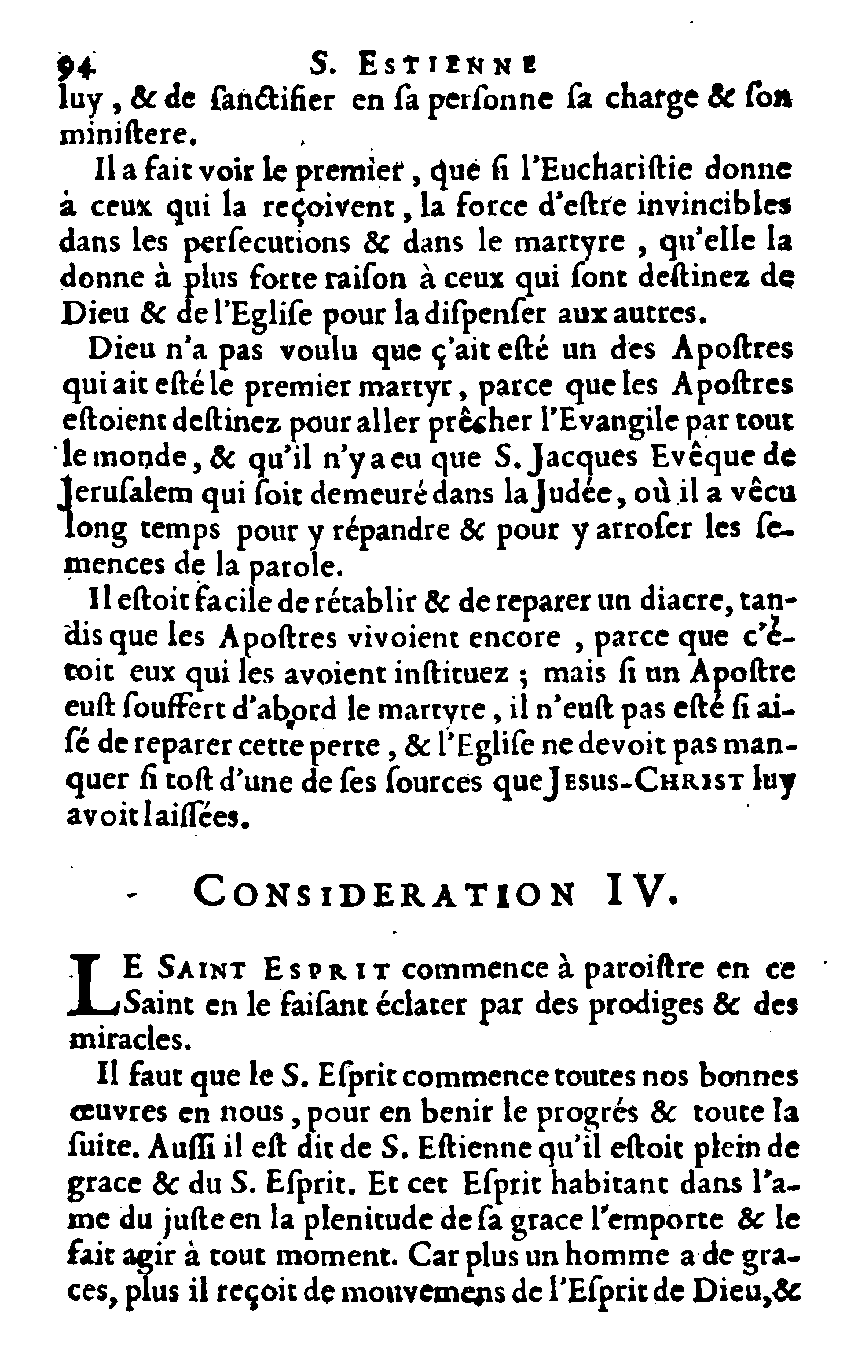 94 S. ESTIENNE
luy, & de ſanctifier en ſa perſonne ſa charge & ſon
miniſtere.
Il a fait voir le premier, que ſi l'Euchariſtie donne
à ceux qui la reçoivent, la force d'eſtre invincibles
dans les perſecutions & dans le martyre, qu'elle la
donne à plus forte raiſon à ceux qui ſont deſtinez de
Dieu & de l'Egliſe pour la diſpenſer aux autres.
Dieu n'a pas voulu que ç'ait eſté un des Apoſtres
qui ait eſté le premier martyr, parce que les Apoſtres
eſtoient deſtinez pour aller prêcher l'Evangile par tout
le monde, & qu'il n'y a eu que S. Jacques Evêque de
Jeruſalem qui ſoit demeuré dans la Judée, où il a vêcu
long temps pour y répandre & pour y arroſer les ſe-
mences de la parole.
Il eſtoit facile de rétablir & de reparer un diacre, tan-
dis que les Apoſtres vivoient encore, parce que c'é-
toit eux qui les avoient inſtituez ; mais ſi un Apoſtre
euſt ſouffert d'abord le martyre, il n'euſt pas eſté ſi ai-
ſé de reparer cette perte, & l'Egliſe ne devoit pas man-
quer ſi toſt d'une de ſes ſources que JESUS-CHRIST luy
avoit laiſſées.
CONSIDERATION IV.
LE SAINT ESPRIT commence à paroiſtre en ce
Saint en le faiſant éclater par des prodiges & des
miracles.
Il faut que le S. Eſprit commence toutes nos bonnes
œuvres en nous, pour en benir le progrés & toute la
ſuite. Auſſi il eſt dit de S. Eſtienne qu'il eſtoit plein de
grace & du S. Eſprit. Et cet Eſprit habitant dans l'a-
me du juſte en la plenitude de ſa grace l'emporte & le
fait agir à tout moment. Car plus un homme a de gra-
ces, plus il reçoit de mouvemens de l'Eſprit de Dieu, &